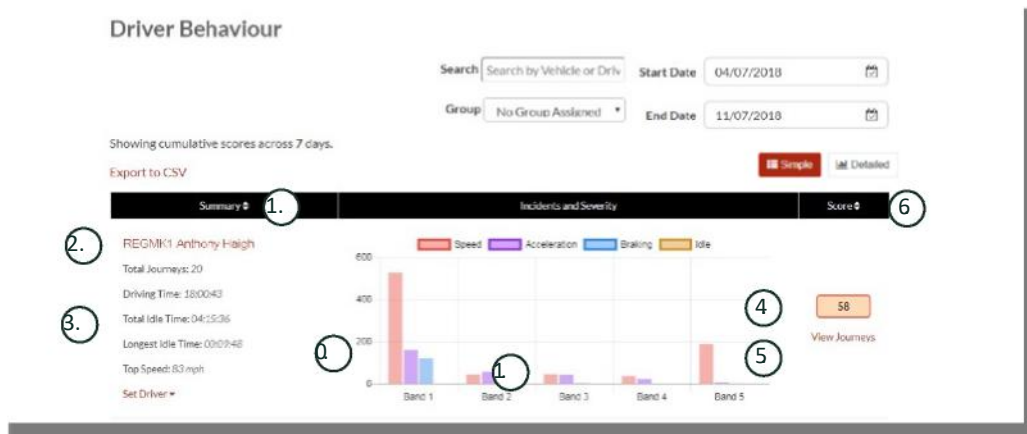 Driver Behaviour
Search Search by Vehicle or Driv Start Date 04/07/2018
Group No Group Assigned End Date 11/07/2018
Showing cumulative scores across 7 days.
Export to CSV
Simple Detailed
Summary 1. Incidents and Severity Score 6
2. REGMK1 Anthony Haigh
Speed Acceleration Braking Idle
Total Journeys: 20
Driving Time: 18:00:43
3. Total Idle Time: 04:15:36
Longest Idle Time: 00:09:48
Top Speed: 83 mph
Set Driver
600
400
200
0
1
Band 1 Band 2 Band 3 Band 4 Band 5
4 58
View Journeys
5